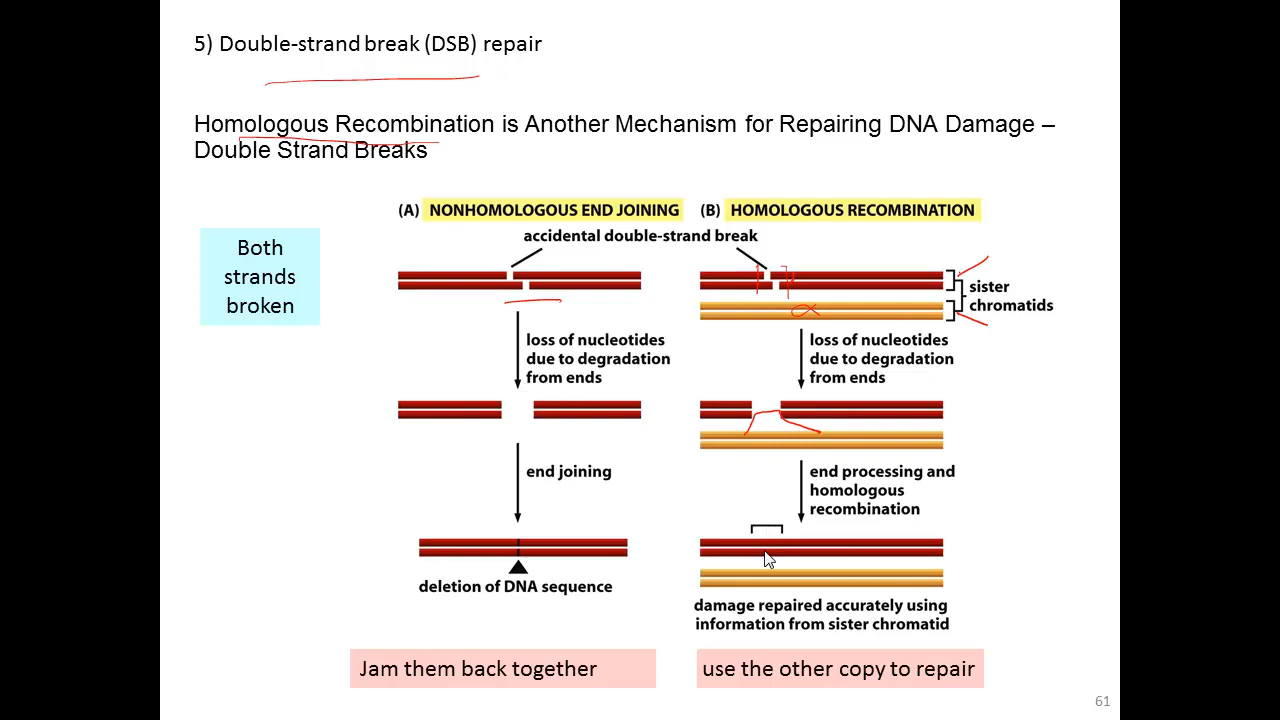 5) Double-strand break (DSB) repair
Homologous Recombination is Another Mechanism for Repairing DNA Damage –
Double Strand Breaks
(A) NONHOMOLOGOUS END JOINING
(B) HOMOLOGOUS RECOMBINATION
accidental double-strand break
Both
strands
broken
sister
chromatids
loss of nucleotides
due to degradation
from ends
loss of nucleotides
due to degradation
from ends
end joining
end processing and
homologous
recombination
deletion of DNA sequence
damage repaired accurately using
information from sister chromatid
Jam them back together
use the other copy to repair
61